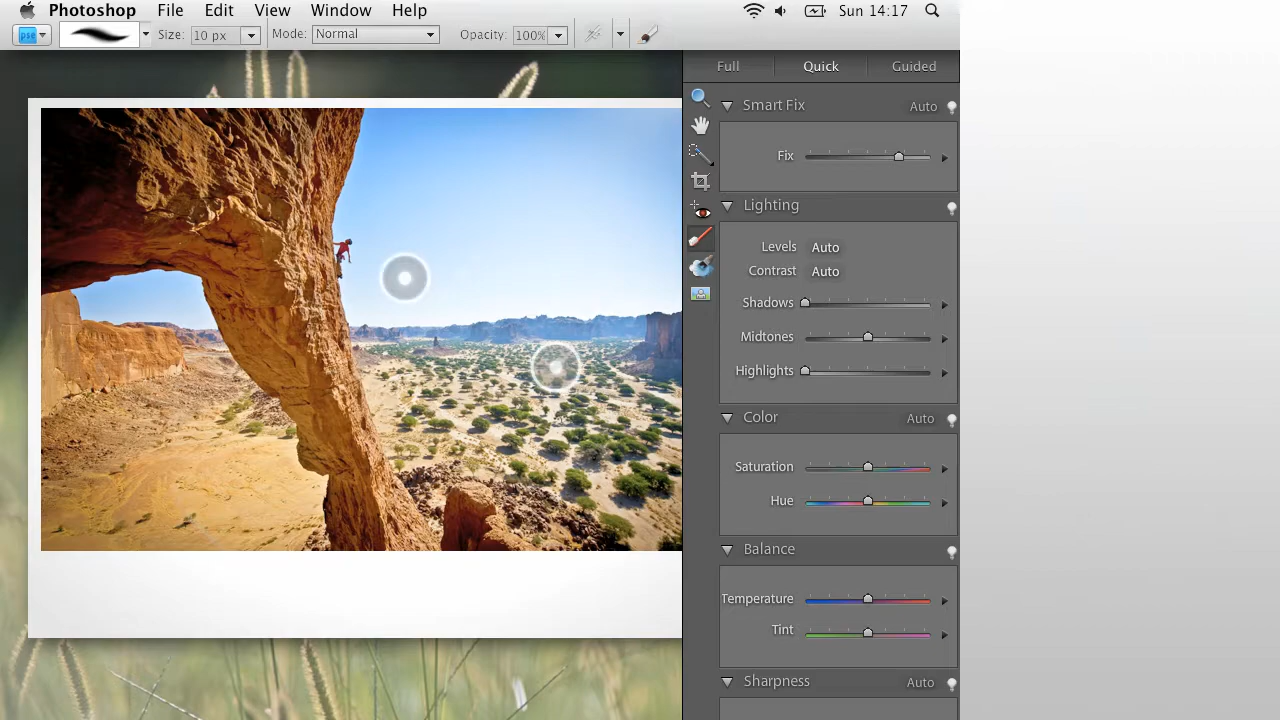 Photoshop File Edit View Window Help Sun 14:17
pse Size: 10 px Mode: Normal Opacity: 100%
Full Quick Guided
Smart Fix Auto
Fix
Lighting
Levels Auto
Contrast Auto
Shadows
Midtones
Highlights
Color Auto
Saturation
Hue
Balance
Temperature
Tint
Sharpness Auto